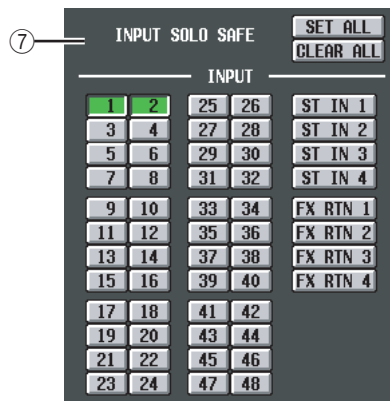 7
INPUT SOLO SAFE
SET ALL
CLEAR ALL
INPUT
1 2 25 26 ST IN 1
3 4 27 28 ST IN 2
5 6 29 30 ST IN 3
7 8 31 32 ST IN 4
9 10 33 34 FX RTN 1
11 12 35 36 FX RTN 2
13 14 37 38 FX RTN 3
15 16 39 40 FX RTN 4
17 18 41 42
19 20 43 44
21 22 45 46
23 24 47 48